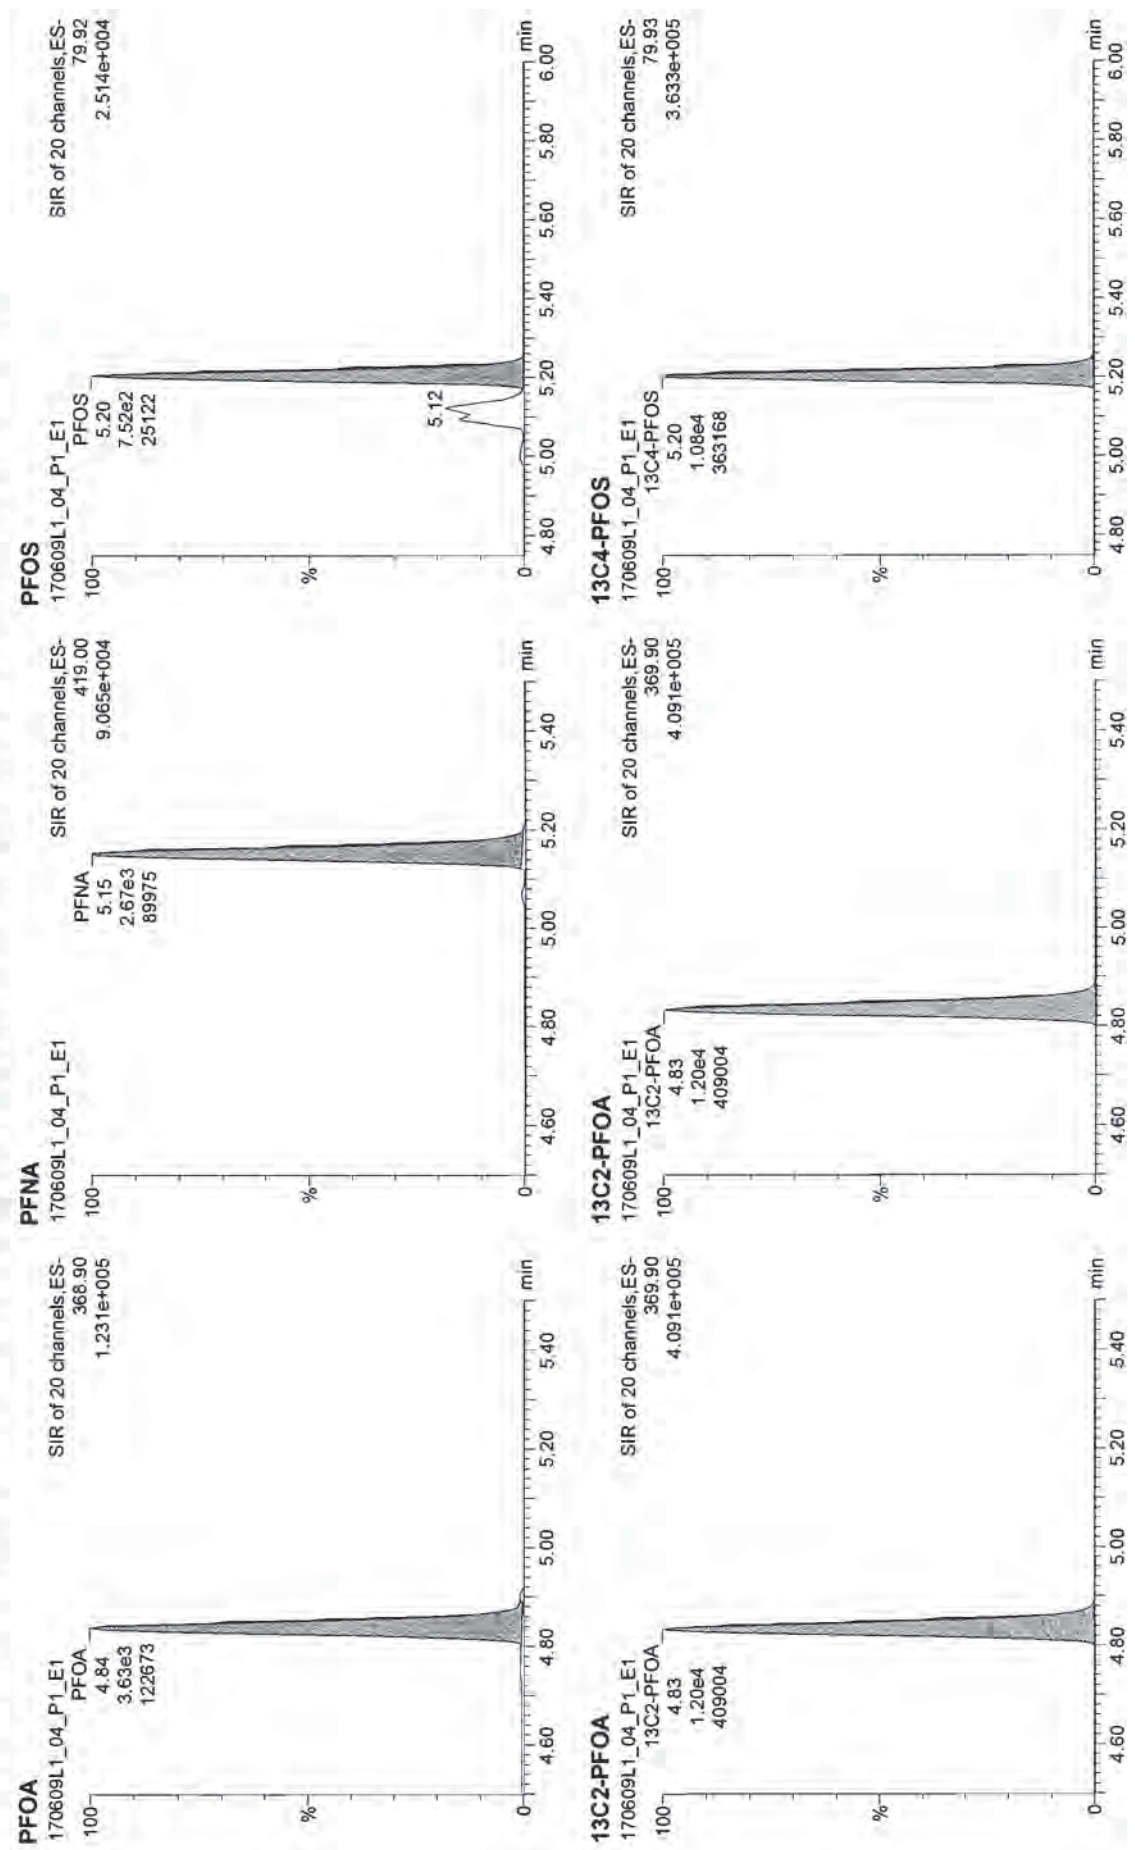 PFOA
170609L1_04_P1_E1
PFOA
4.84
3.63e3
122673
SIR of 20 channels,ES-
368.90
1.231e+005
100
%
0
4.60
4.80
5.00
5.20
5.40
min
PFNA
170609L1_04_P1_E1
PFNA
5.15
2.67e3
89975
SIR of 20 channels,ES-
419.00
9.065e+004
100
%
0
4.60
4.80
5.00
5.20
5.40
min
PFOS
170609L1_04_P1_E1
PFOS
5.20
7.52e2
25122
SIR of 20 channels,ES-
79.92
2.514e+004
100
%
5.12
0
4.80
5.00
5.20
5.40
5.60
5.80
6.00
min
13C2-PFOA
170609L1_04_P1_E1
13C2-PFOA
4.83
1.20e4
409004
SIR of 20 channels,ES-
369.90
4.091e+005
100
%
0
4.60
4.80
5.00
5.20
5.40
min
13C2-PFOA
170609L1_04_P1_E1
13C2-PFOA
4.83
1.20e4
409004
SIR of 20 channels,ES-
369.90
4.091e+005
100
%
0
4.60
4.80
5.00
5.20
5.40
min
13C4-PFOS
170609L1_04_P1_E1
13C4-PFOS
5.20
1.08e4
363168
SIR of 20 channels,ES-
79.93
3.633e+005
100
%
0
4.80
5.00
5.20
5.40
5.60
5.80
6.00
min